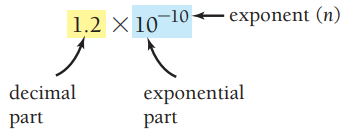 1.2 × 10⁻¹⁰ exponent (n)
decimal part
exponential part